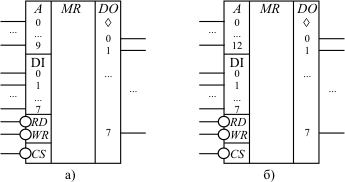 A MR DO
0 ◊
... ... 0
9 1
DI
0 ...
1
... ... ...
7
RD
WR 7
CS
а)
A MR DO
0 ◊
... ... 0
12 1
DI
0 ...
1
... ... ...
7
RD
WR 7
CS
б)